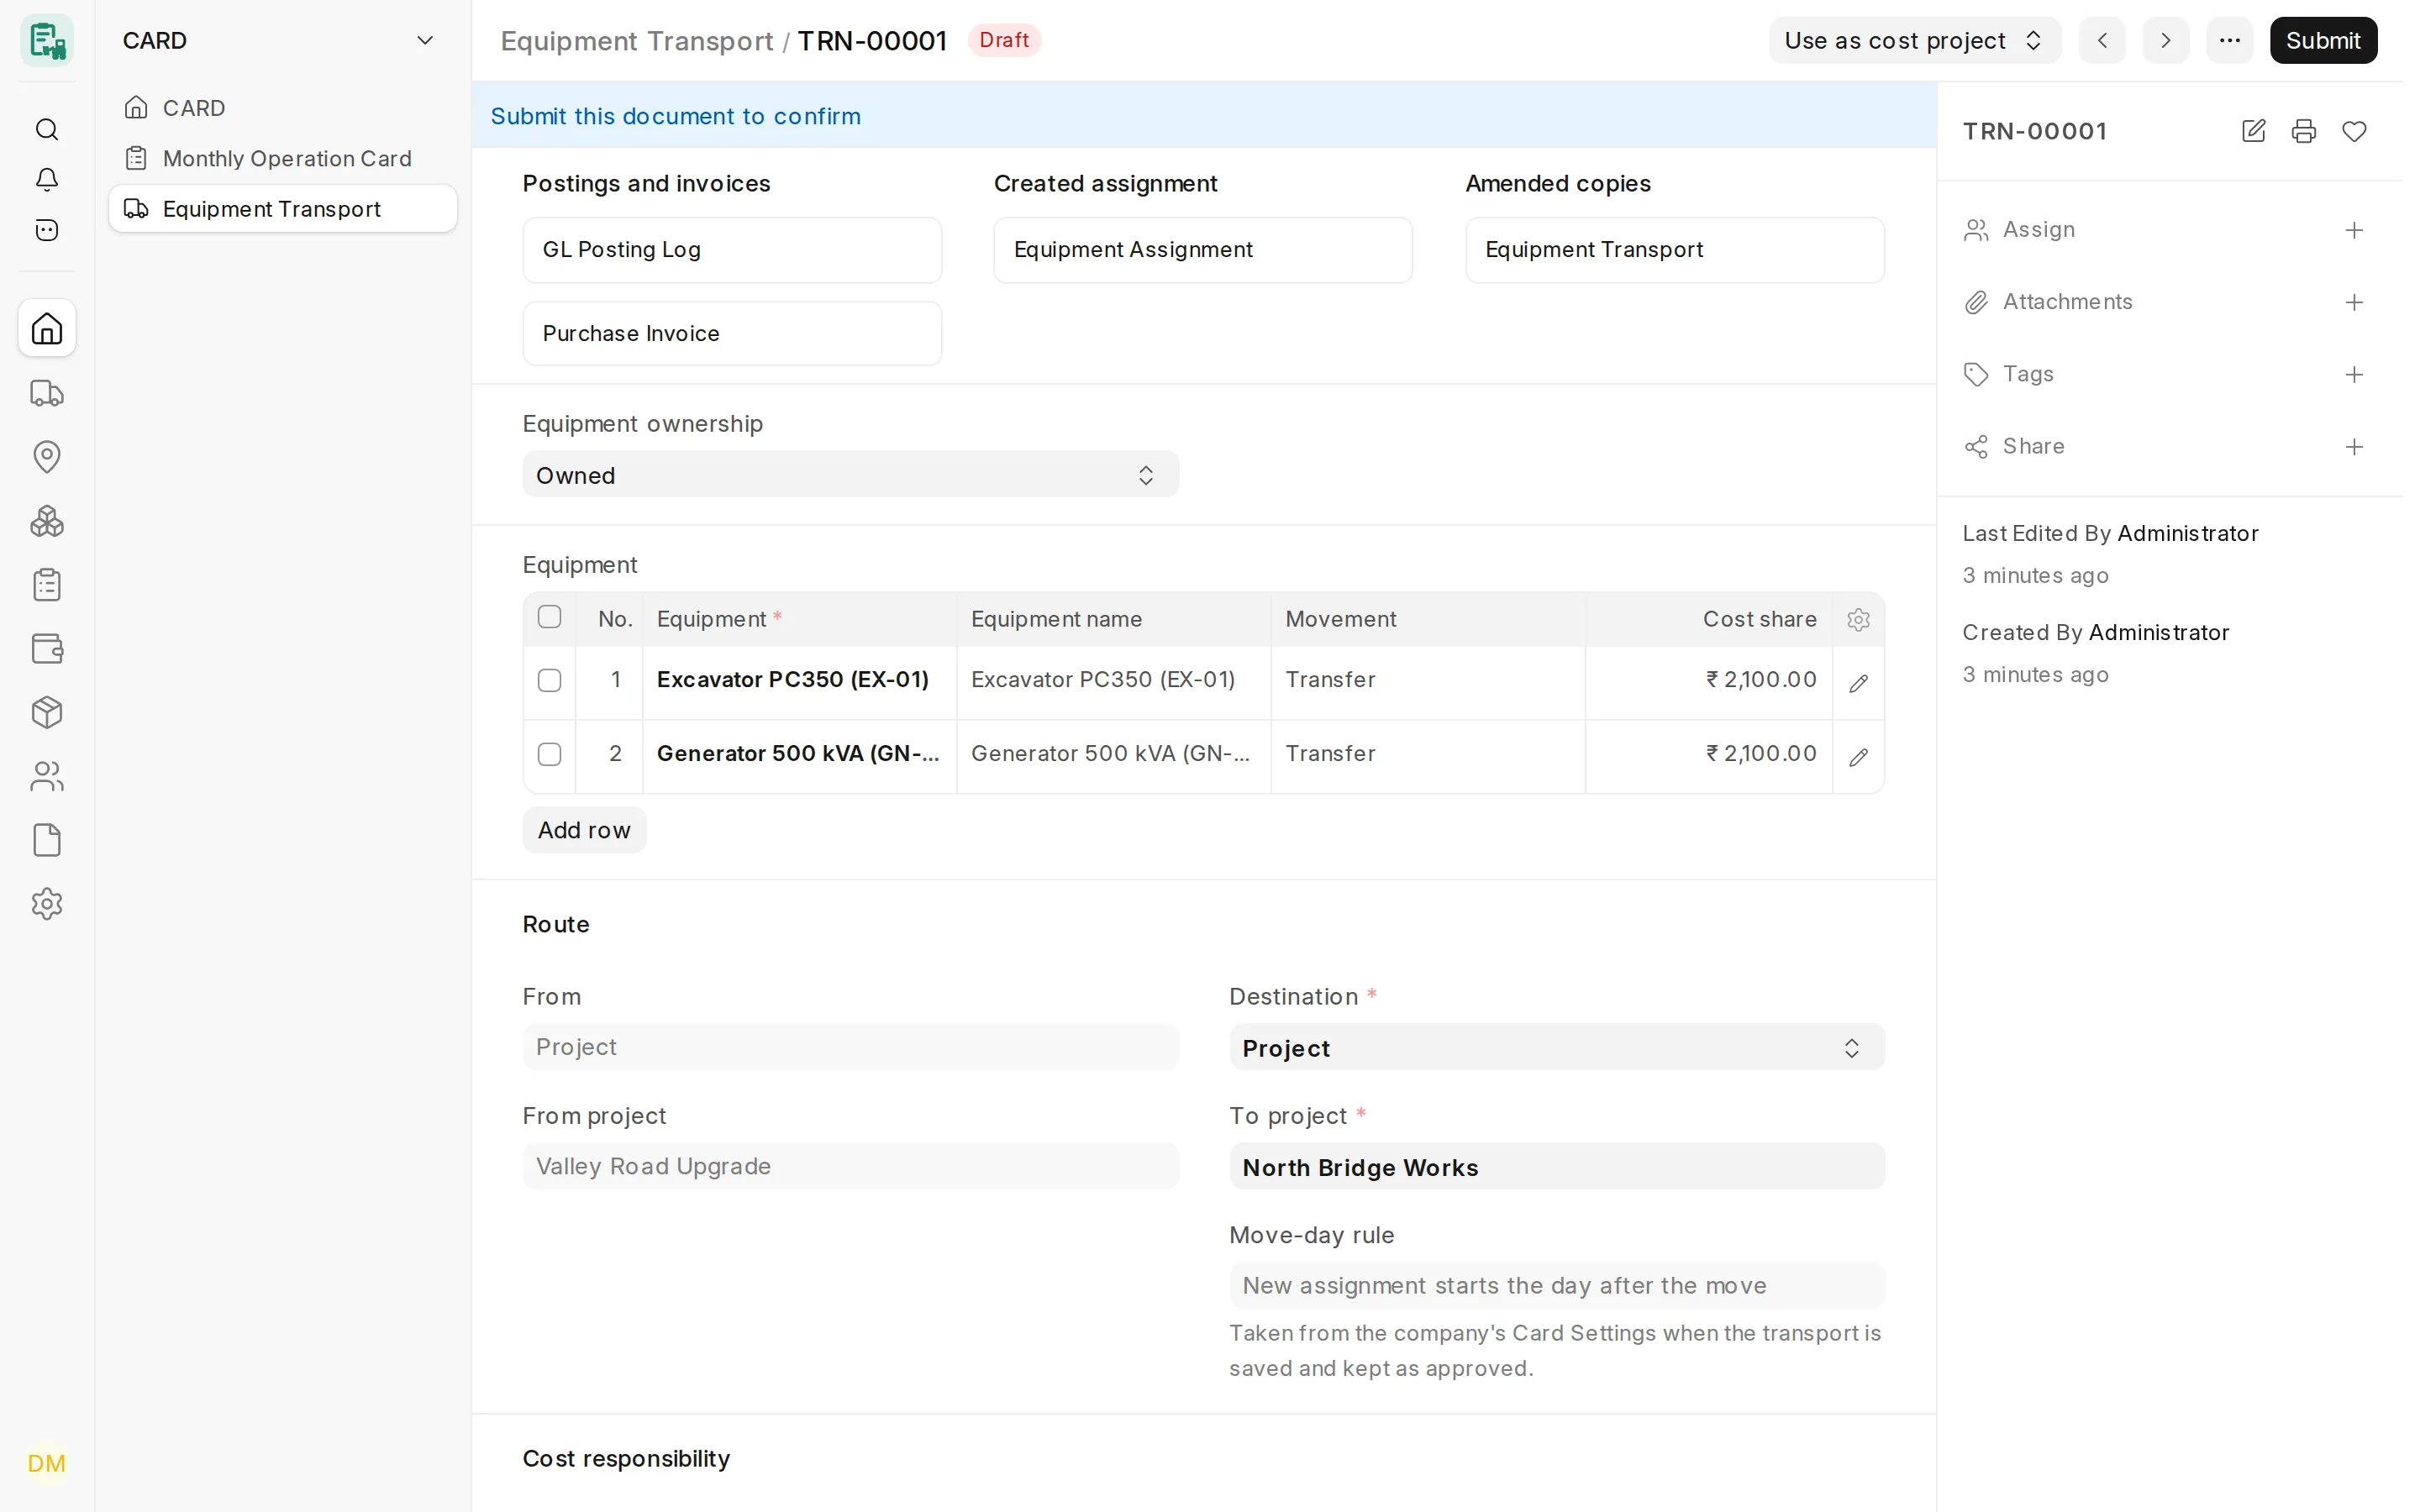 CARD
CARD
Monthly Operation Card
Equipment Transport
DM
Equipment Transport / TRN-00001 Draft
Use as cost project
Submit
Submit this document to confirm
Postings and invoices
GL Posting Log
Purchase Invoice
Created assignment
Equipment Assignment
Amended copies
Equipment Transport
Equipment ownership
Owned
Equipment
No. Equipment * Equipment name Movement Cost share
1 Excavator PC350 (EX-01) Excavator PC350 (EX-01) Transfer ₹ 2,100.00
2 Generator 500 kVA (GN-... Generator 500 kVA (GN-... Transfer ₹ 2,100.00
Add row
Route
From
Project
From project
Valley Road Upgrade
Destination *
Project
To project *
North Bridge Works
Move-day rule
New assignment starts the day after the move
Taken from the company's Card Settings when the transport is
saved and kept as approved.
Cost responsibility
TRN-00001
Assign
Attachments
Tags
Share
Last Edited By Administrator
3 minutes ago
Created By Administrator
3 minutes ago